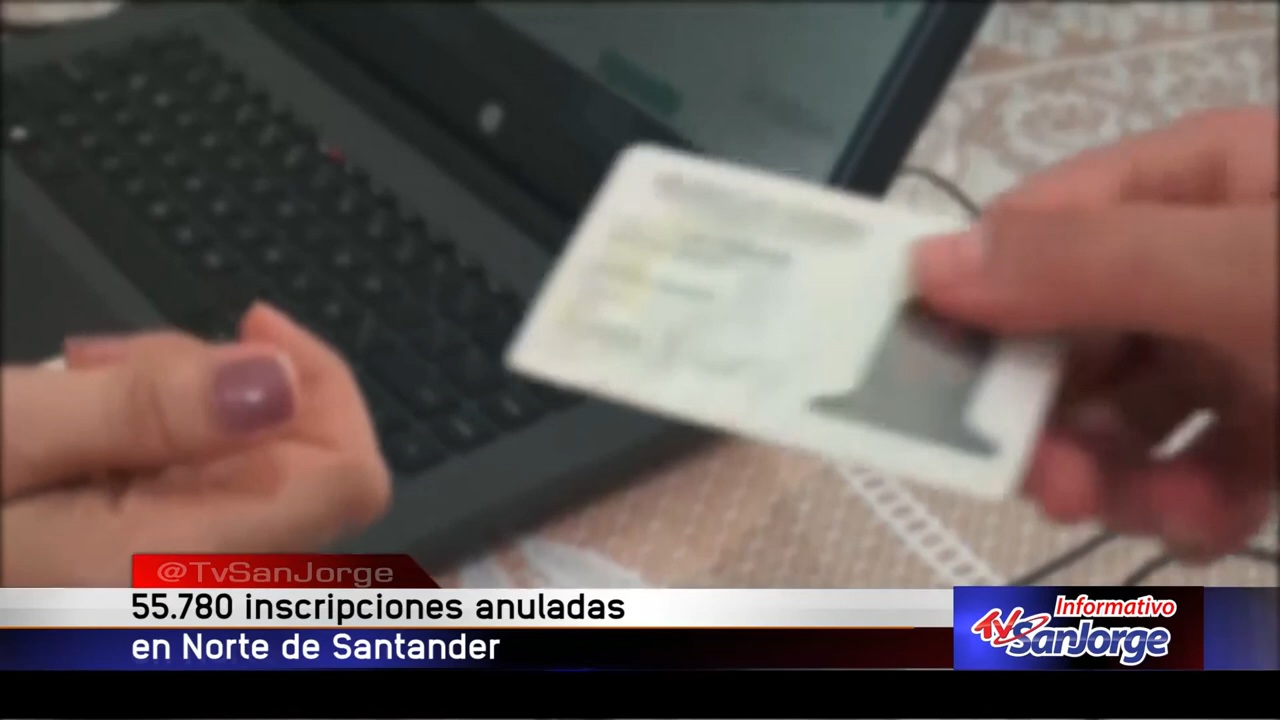 @TvSanJorge
55.780 inscripciones anuladas
en Norte de Santander
Informativo
TV SanJorge